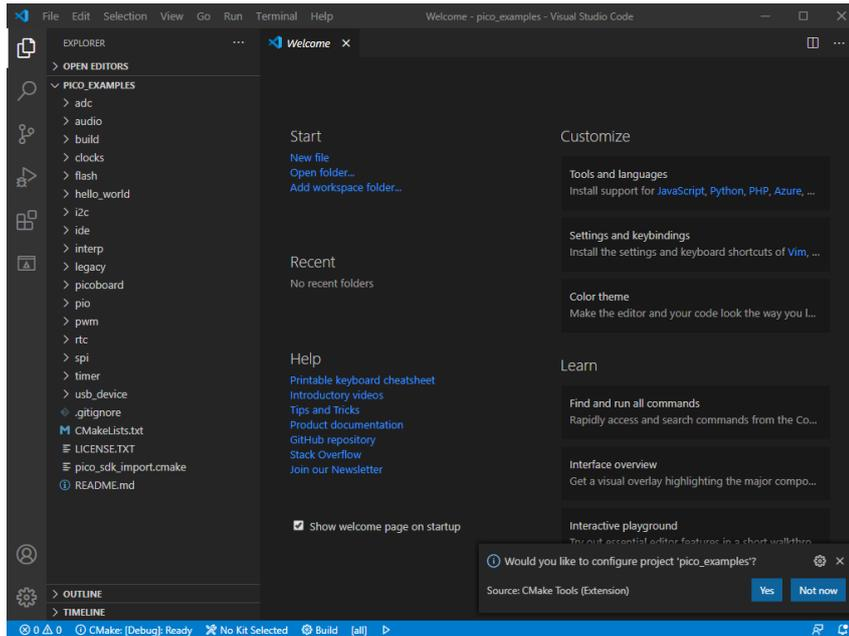 File Edit Selection View Go Run Terminal Help Welcome - pico_examples - Visual Studio Code
EXPLORER
OPEN EDITORS
PICO_EXAMPLES
adc
audio
build
clocks
flash
hello_world
i2c
ide
interp
legacy
picoboard
pio
pwm
rtc
spi
timer
usb_device
.gitignore
CMakeLists.txt
LICENSE.TXT
pico_sdk_import.cmake
README.md
OUTLINE
TIMELINE
Welcome
Start
New file
Open folder...
Add workspace folder...
Recent
No recent folders
Help
Printable keyboard cheatsheet
Introductory videos
Tips and Tricks
Product documentation
GitHub repository
Stack Overflow
Join our Newsletter
Show welcome page on startup
Customize
Tools and languages
Install support for JavaScript, Python, PHP, Azure, ...
Settings and keybindings
Install the settings and keyboard shortcuts of Vim, ...
Color theme
Make the editor and your code look the way you l...
Learn
Find and run all commands
Rapidly access and search commands from the Co...
Interface overview
Get a visual overlay highlighting the major compo...
Interactive playground
Try out essential editor features in a short walkthro...
Would you like to configure project 'pico_examples'?
Source: CMake Tools (Extension) Yes Not now
0 0 CMake: [Debug]: Ready No Kit Selected Build [all]